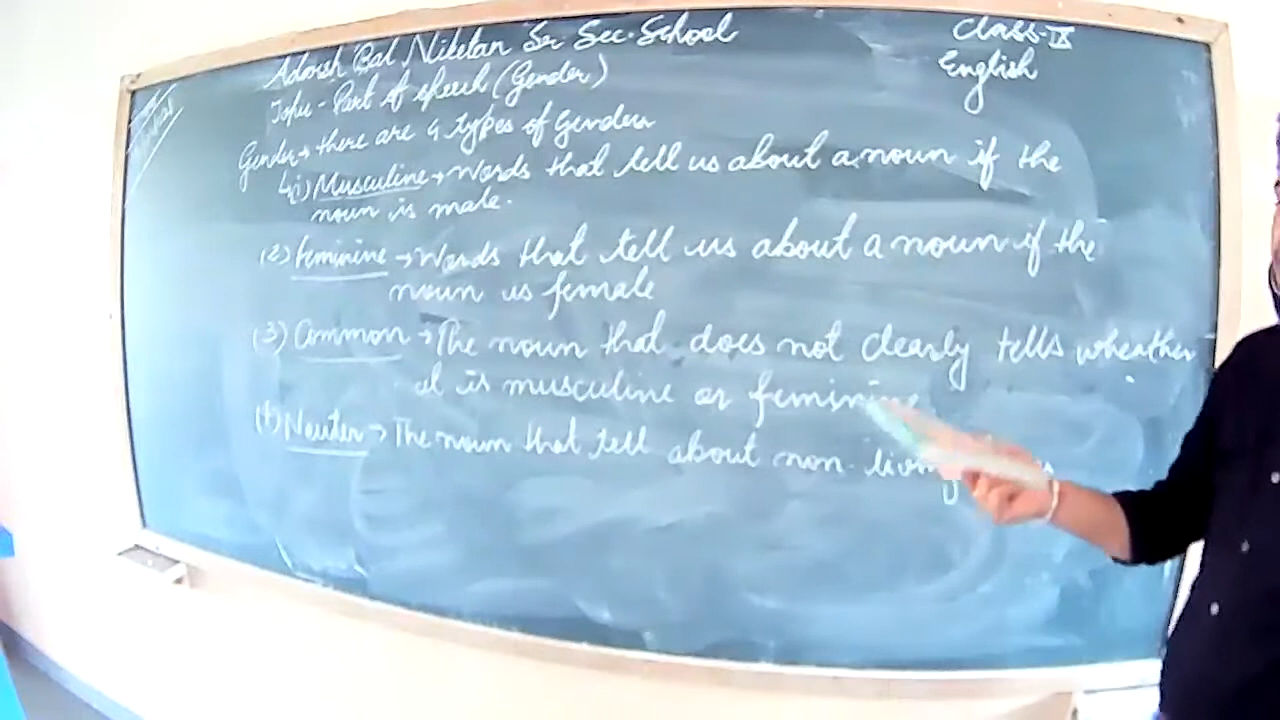 Adarsh Bal Niketan Sr. Sec. School
Class-IX
English
Topic - Part of speech (Gender)
Gender → there are 4 types of Genders
(1) Musculine → Words that tell us about a noun if the
noun is male.
(2) Feminine → Words that tell us about a noun if the
noun is female
(3) Common → The noun that does not clearly tells wheather
it is musculine or feminine
(4) Neuter → The noun that tell about non-living